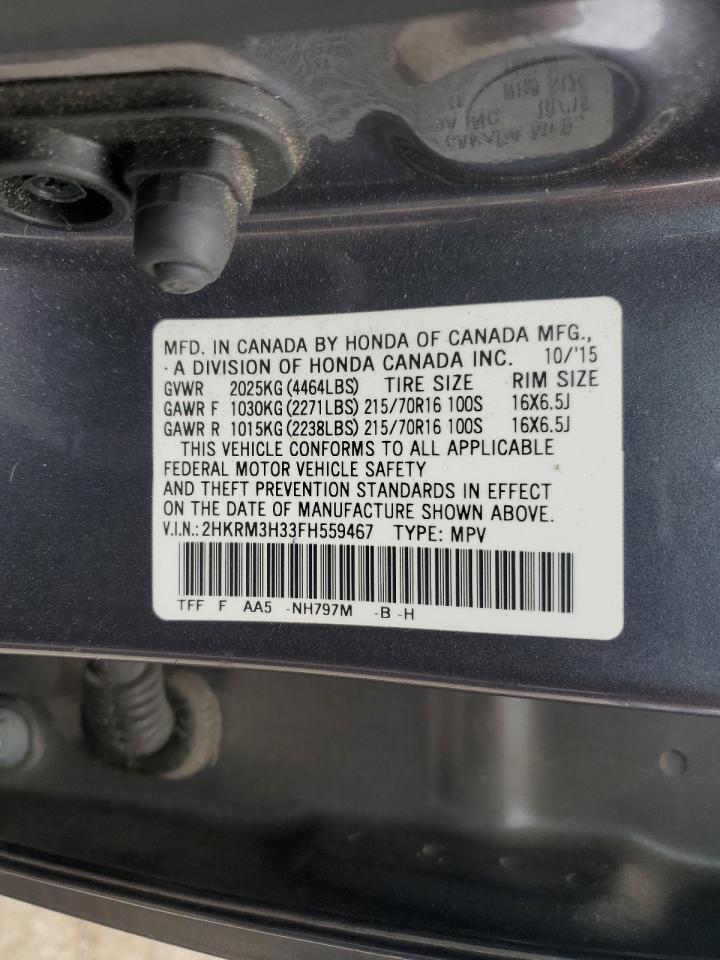 MFD. IN CANADA BY HONDA OF CANADA MFG.,
A DIVISION OF HONDA CANADA INC. 10/'15
GVWR 2025KG (4464LBS) TIRE SIZE RIM SIZE
GAWR F 1030KG (2271LBS) 215/70R16 100S 16X6.5J
GAWR R 1015KG (2238LBS) 215/70R16 100S 16X6.5J
THIS VEHICLE CONFORMS TO ALL APPLICABLE
FEDERAL MOTOR VEHICLE SAFETY
AND THEFT PREVENTION STANDARDS IN EFFECT
ON THE DATE OF MANUFACTURE SHOWN ABOVE.
V.I.N.: 2HKRM3H33FH559467 TYPE: MPV
TFF F AA5 -NH797M -B -H